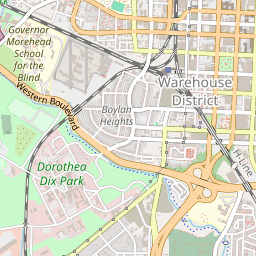 Governor
Morehead
School
for the
Blind
Warehouse
District
Boylan
Heights
Western Boulevard
H-Line
Dorothea
Dix Park